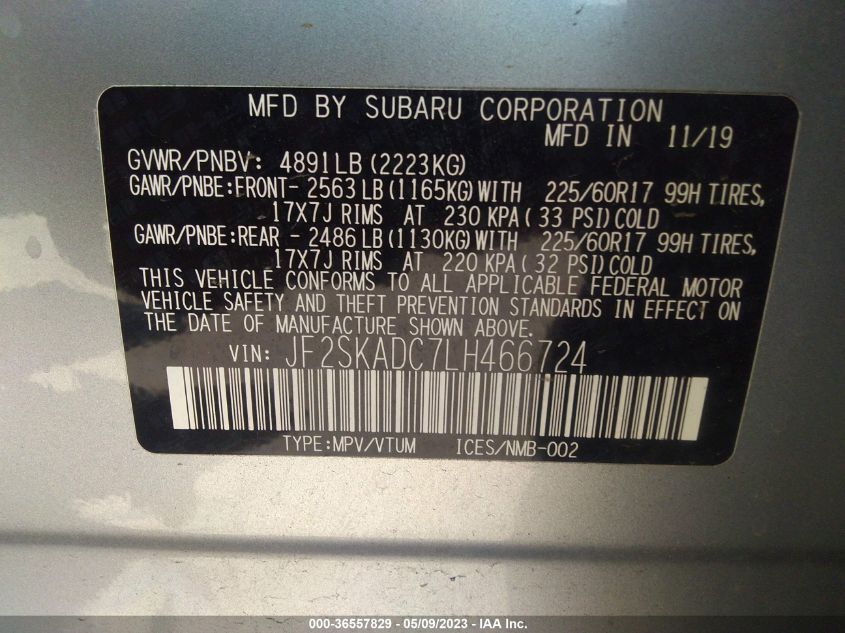 MFD BY SUBARU CORPORATION
MFD IN 11/19
GVWR/PNBV: 4891LB (2223KG)
GAWR/PNBE:FRONT- 2563 LB (1165KG) WITH 225/60R17 99H TIRES,
17X7J RIMS AT 230 KPA ( 33 PSI) COLD
GAWR/PNBE:REAR - 2486 LB (1130KG) WITH 225/60R17 99H TIRES,
17X7J RIMS AT 220 KPA ( 32 PSI) COLD
THIS VEHICLE CONFORMS TO ALL APPLICABLE FEDERAL MOTOR
VEHICLE SAFETY AND THEFT PREVENTION STANDARDS IN EFFECT ON
THE DATE OF MANUFACTURE SHOWN ABOVE.
VIN: JF2SKADC7LH466724
TYPE:MPV/VTUM ICES/NMB-002
000-36557829 - 05/09/2023 - IAA Inc.